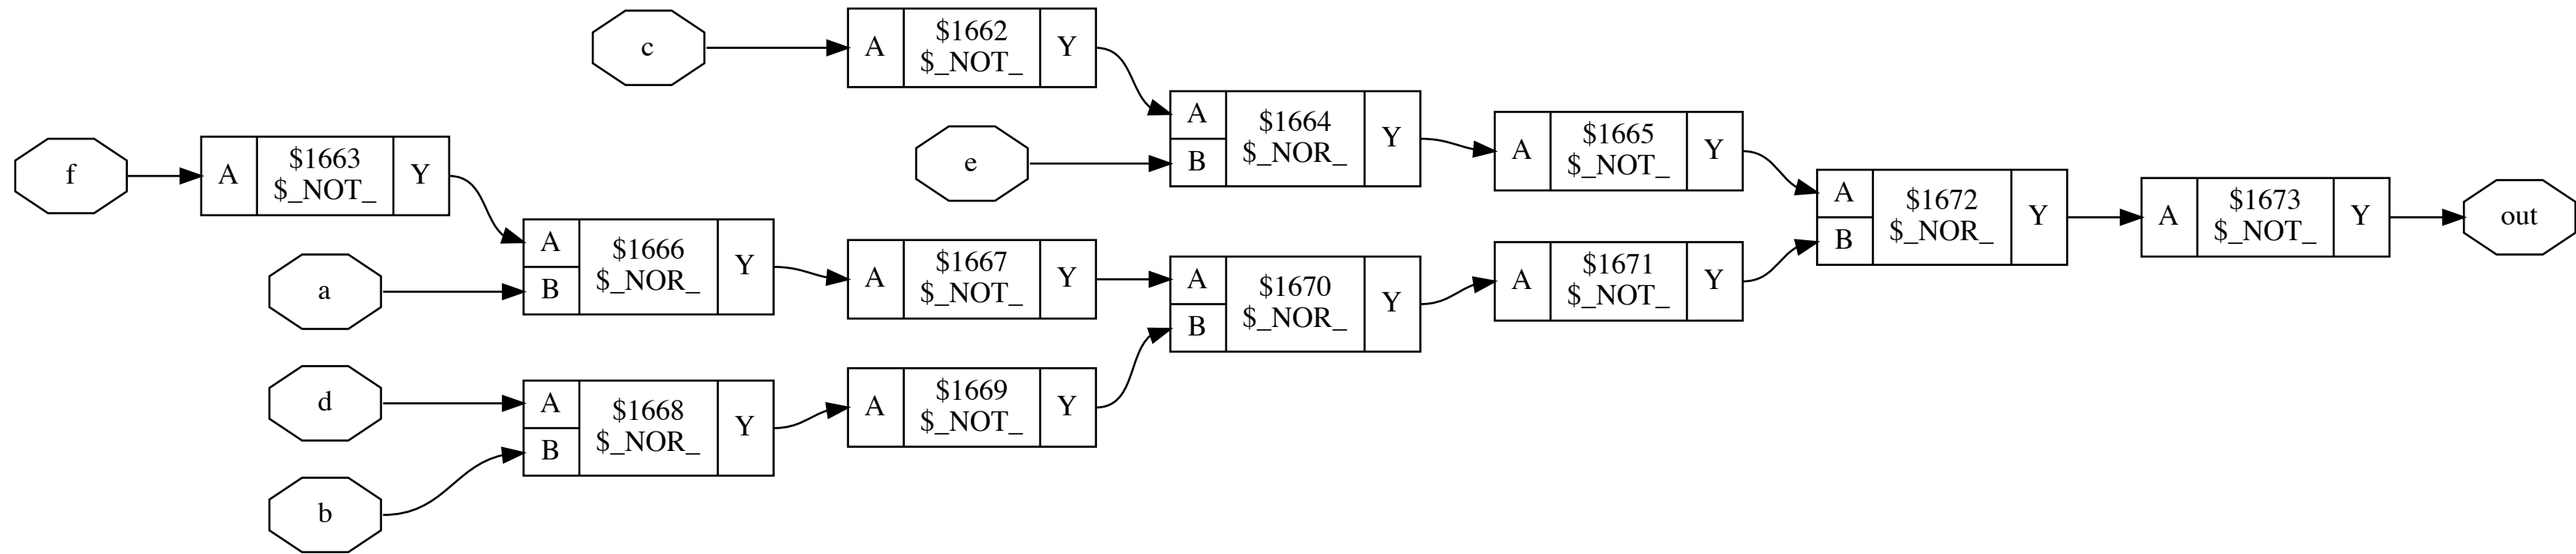 c
A
$1662
$_NOT_
Y
f
A
$1663
$_NOT_
Y
e
A
B
$1664
$_NOR_
Y
A
$1665
$_NOT_
Y
a
A
B
$1666
$_NOR_
Y
A
$1667
$_NOT_
Y
A
B
$1670
$_NOR_
Y
A
$1671
$_NOT_
Y
A
B
$1672
$_NOR_
Y
A
$1673
$_NOT_
Y
out
d
b
A
B
$1668
$_NOR_
Y
A
$1669
$_NOT_
Y